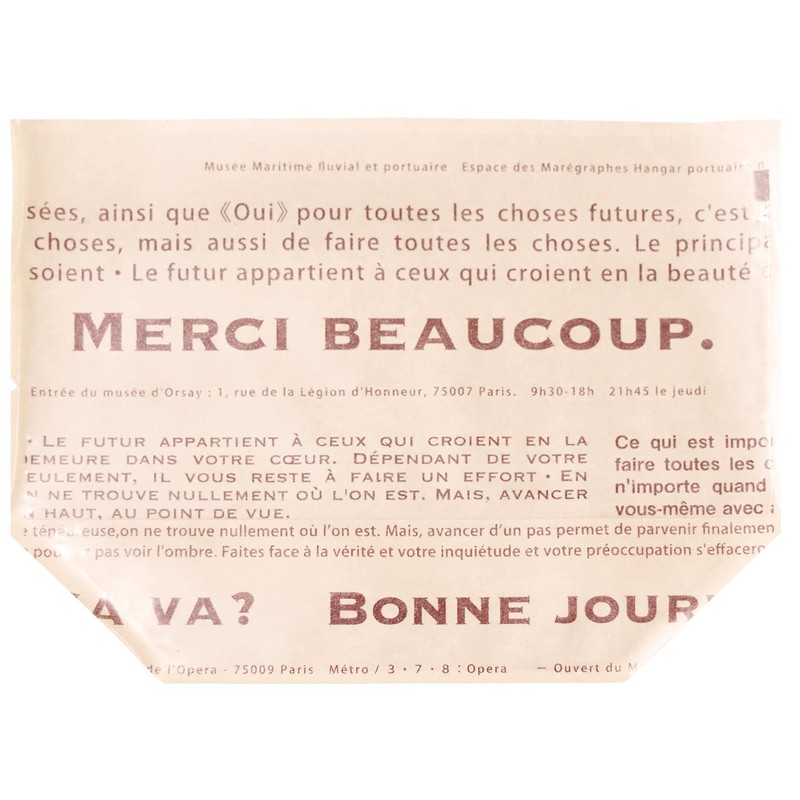 Musée Maritime fluvial et portuaire Espace des Marégraphes Hangar portuaire
sées, ainsi que 《Oui》 pour toutes les choses futures, c'est
choses, mais aussi de faire toutes les choses. Le princip
soient • Le futur appartient à ceux qui croient en la beauté
MERCI BEAUCOUP.
Entrée du musée d'Orsay : 1, rue de la Légion d'Honneur, 75007 Paris. 9h30-18h 21h45 le jeudi
• LE FUTUR APPARTIENT À CEUX QUI CROIENT EN LA
DEMEURE DANS VOTRE CŒUR. DÉPENDANT DE VOTRE
EULEMENT, IL VOUS RESTE À FAIRE UN EFFORT • EN
N NE TROUVE NULLEMENT OÙ L'ON EST. MAIS, AVANCER
N HAUT, AU POINT DE VUE.
Ce qui est impo
faire toutes les c
n'importe quand
vous-même avec
ténébreuse,on ne trouve nullement où l'on est. Mais, avancer d'un pas permet de parvenir finalemen
pas voir l'ombre. Faites face à la vérité et votre inquiétude et votre préoccupation s'effacero
ÇA VA? BONNE JOUR
de l'Opera - 75009 Paris Métro / 3 • 7 • 8 : Opera — Ouvert du